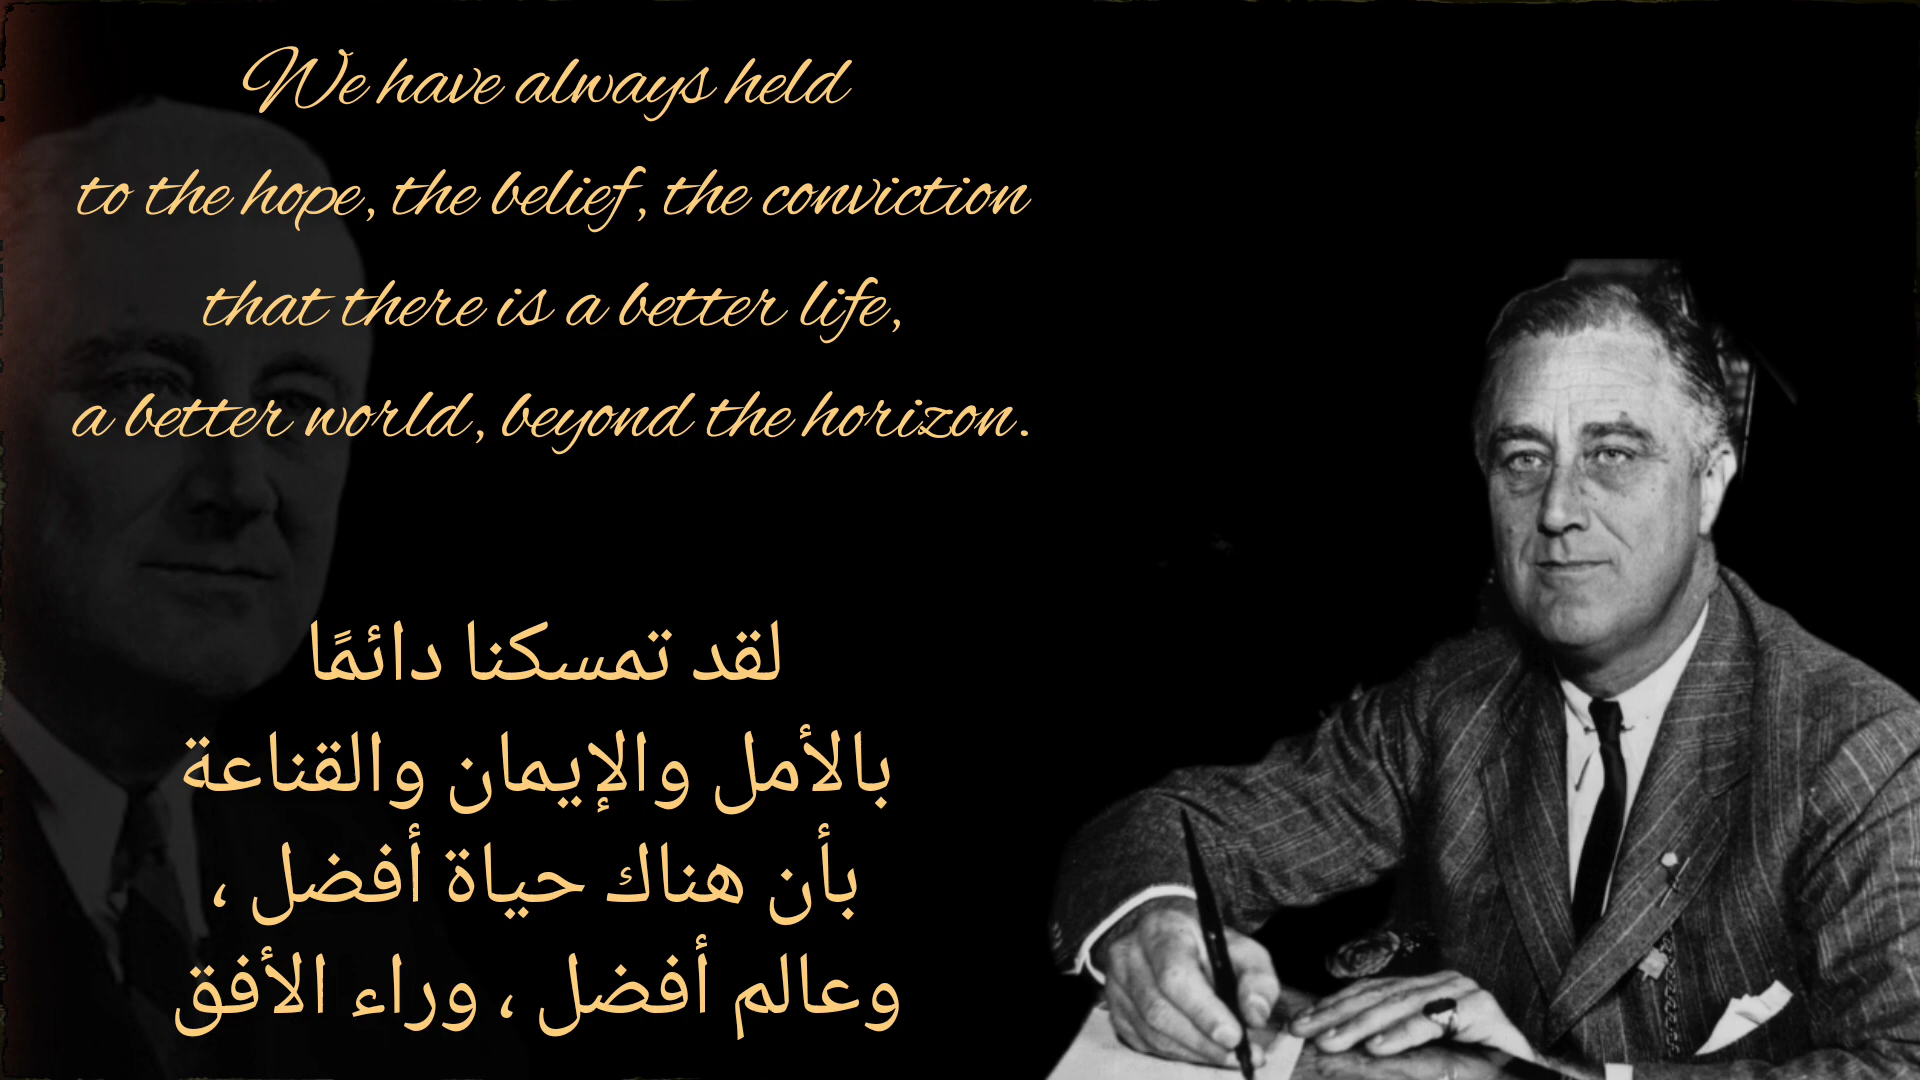 We have always held
to the hope, the belief, the conviction
that there is a better life,
a better world, beyond the horizon.
لقد تمسكنا دائمًا
بالأمل والإيمان والقناعة
بأن هناك حياة أفضل ،
وعالم أفضل ، وراء الأفق